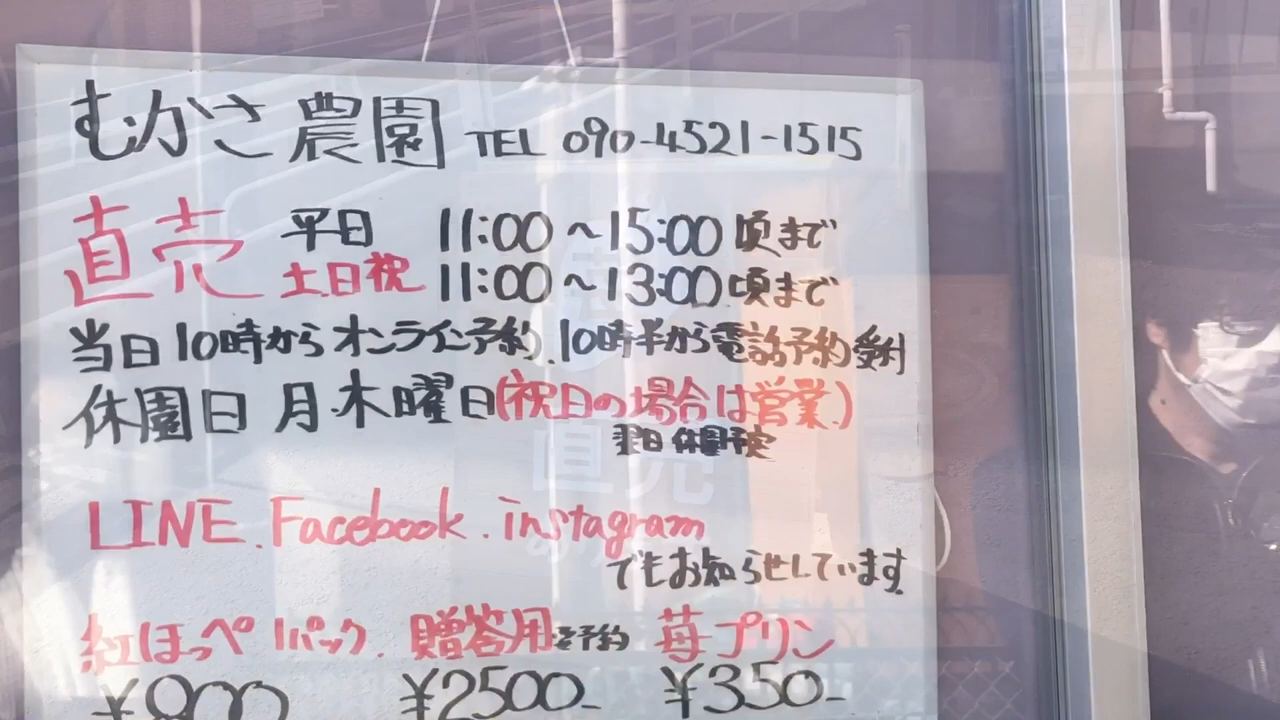 むかさ農園 TEL 090-4521-1515
直売 平日 11:00～15:00頃まで
土.日.祝 11:00～13:00頃まで
当日10時からオンライン予約.10時半から電話予約受付
休園日 月.木曜日(祝日の場合は営業.)
翌日休園予定
LINE.Facebook.instagram
でもお知らせしています.
紅ほっぺ 1パック. 贈答用 要予約 苺プリン
¥900 ¥2500- ¥350-
直売